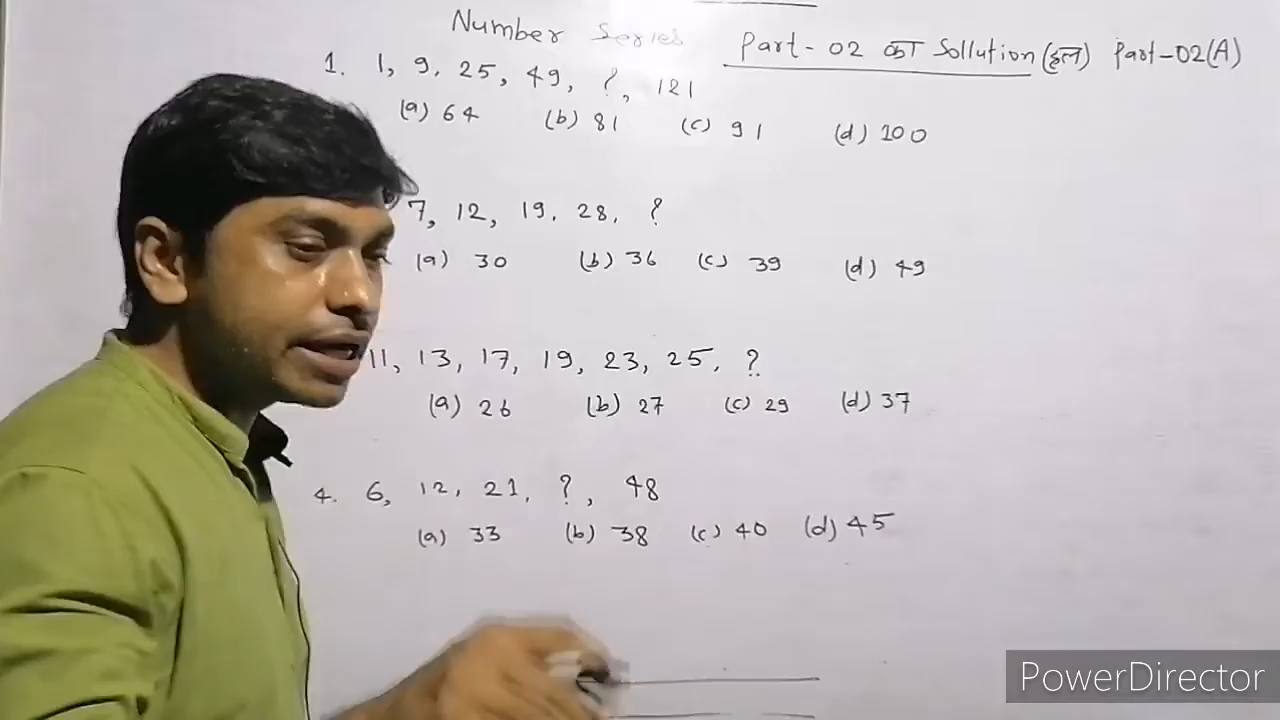 Number Series Part-02 का Sollution (हल) Part-02(A)
1. 1, 9, 25, 49, ?, 121
(a) 64 (b) 81 (c) 91 (d) 100
7, 12, 19, 28, ?
(a) 30 (b) 36 (c) 39 (d) 49
11, 13, 17, 19, 23, 25, ?
(a) 26 (b) 27 (c) 29 (d) 37
4. 6, 12, 21, ?, 48
(a) 33 (b) 38 (c) 40 (d) 45
PowerDirector